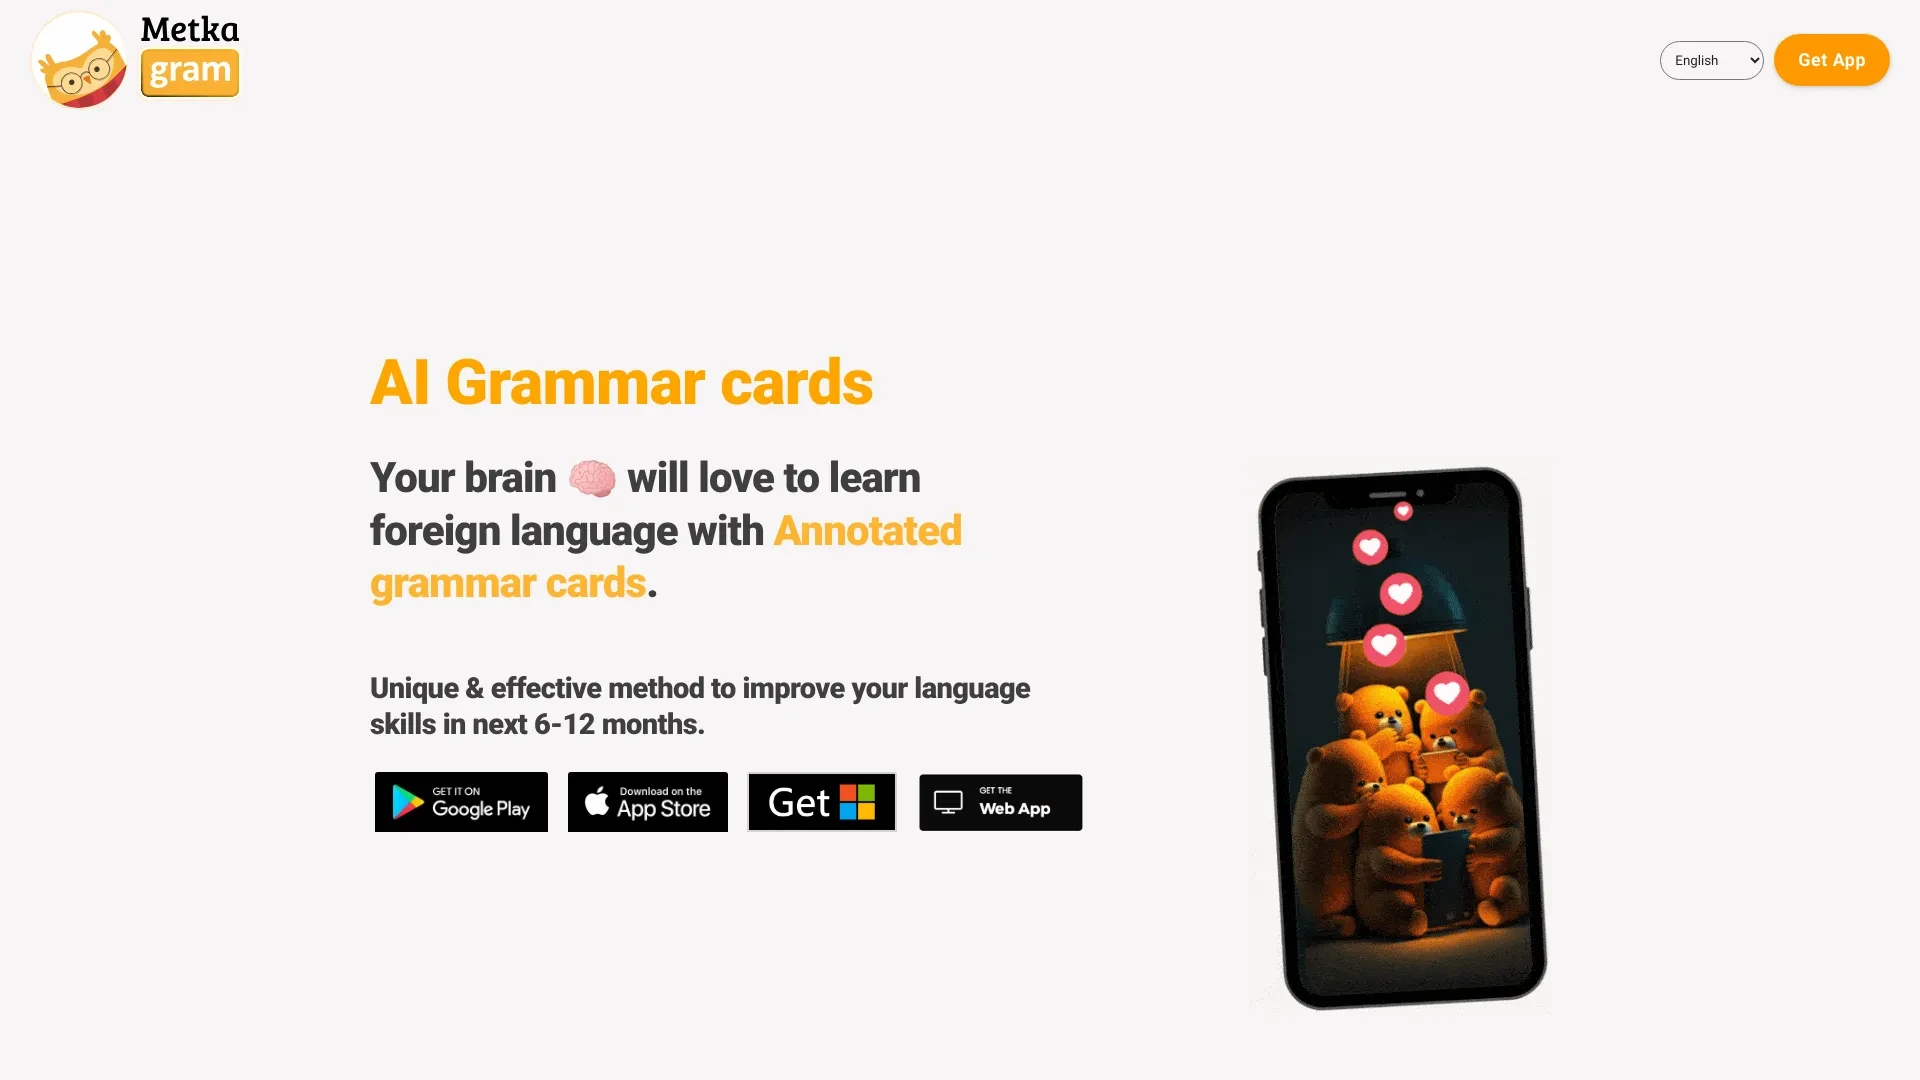 Metka
gram
English
Get App
AI Grammar cards
Your brain 🧠 will love to learn
foreign language with Annotated
grammar cards.
Unique & effective method to improve your language
skills in next 6-12 months.
GET IT ON
Google Play
Download on the
App Store
Get
GET THE
Web App